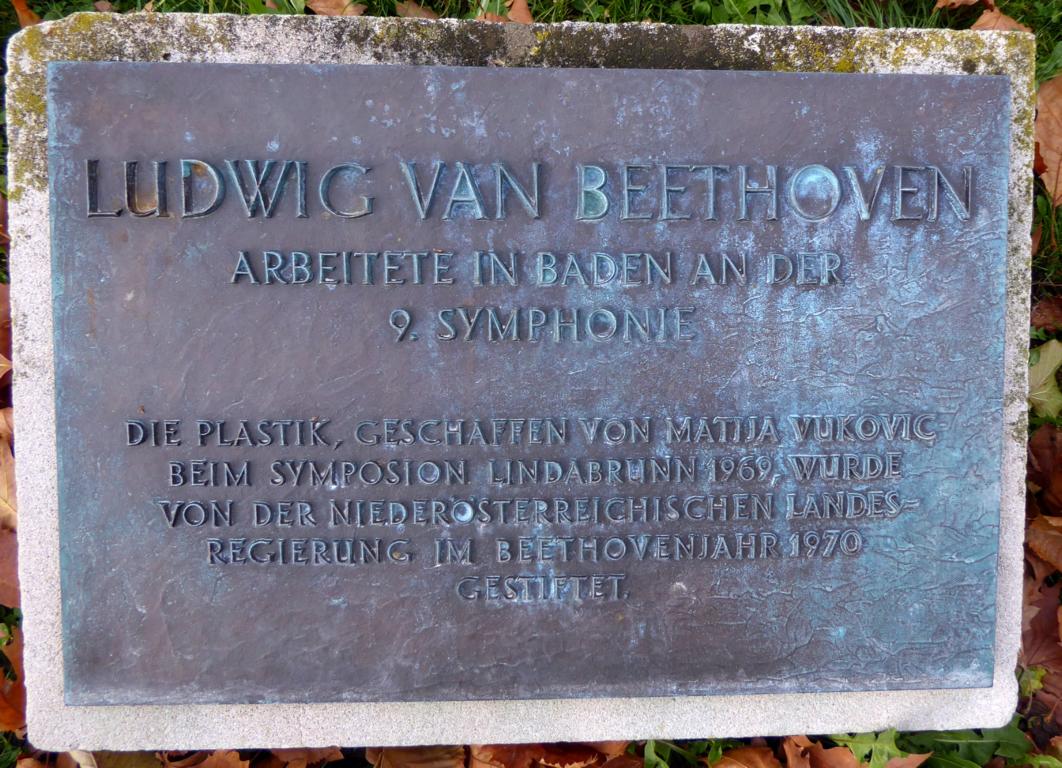 LUDWIG VAN BEETHOVEN
ARBEITETE IN BADEN AN DER
9. SYMPHONIE
DIE PLASTIK, GESCHAFFEN VON MATIJA VUKOVIC
BEIM SYMPOSION LINDABRUNN 1969, WURDE
VON DER NIEDERÖSTERREICHISCHEN LANDES-
REGIERUNG IM BEETHOVENJAHR 1970
GESTIFTET.